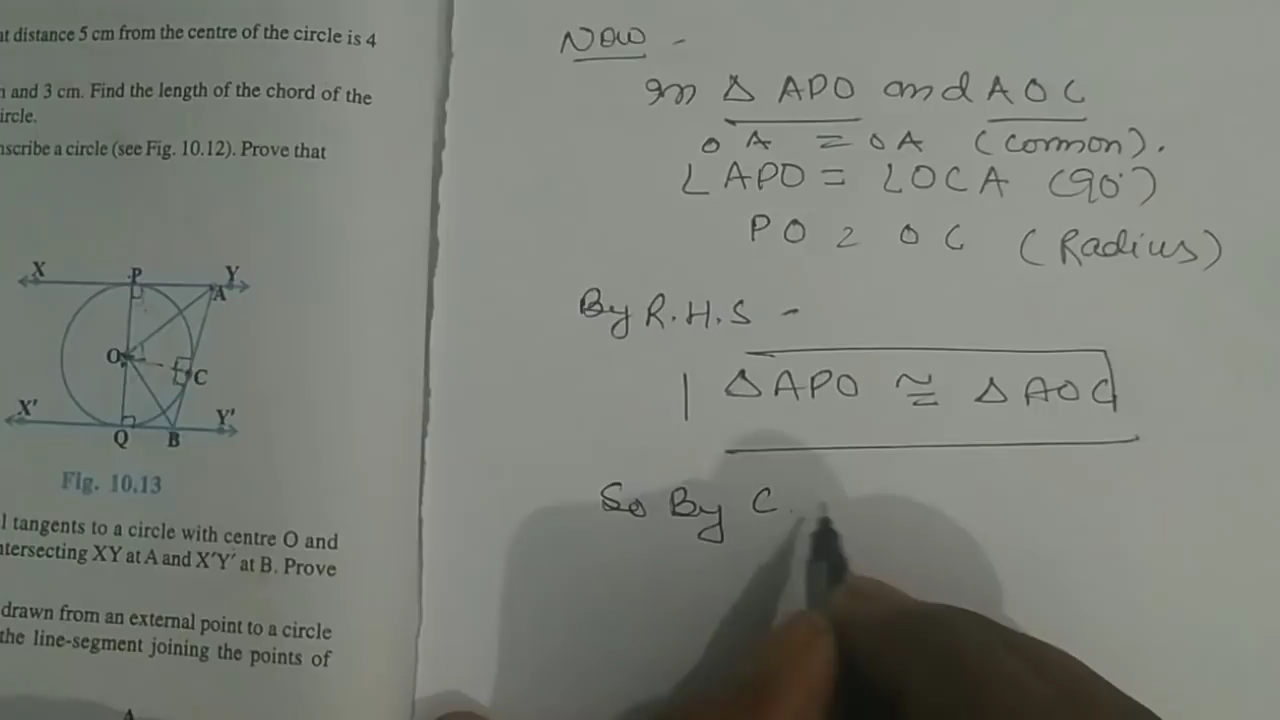 at distance 5 cm from the centre of the circle is 4
and 3 cm. Find the length of the chord of the
ircle.
nscribe a circle (see Fig. 10.12). Prove that
X P Y
A
O
C
X' Y'
Q B
Fig. 10.13
l tangents to a circle with centre O and
ntersecting XY at A and X'Y' at B. Prove
drawn from an external point to a circle
the line-segment joining the points of
A
Now -
In Δ APO and AOC
OA = OA (common).
∠APO = ∠OCA (90°)
PO = OC (Radius)
By R.H.S -
Δ APO ≅ Δ AOC
So By C.